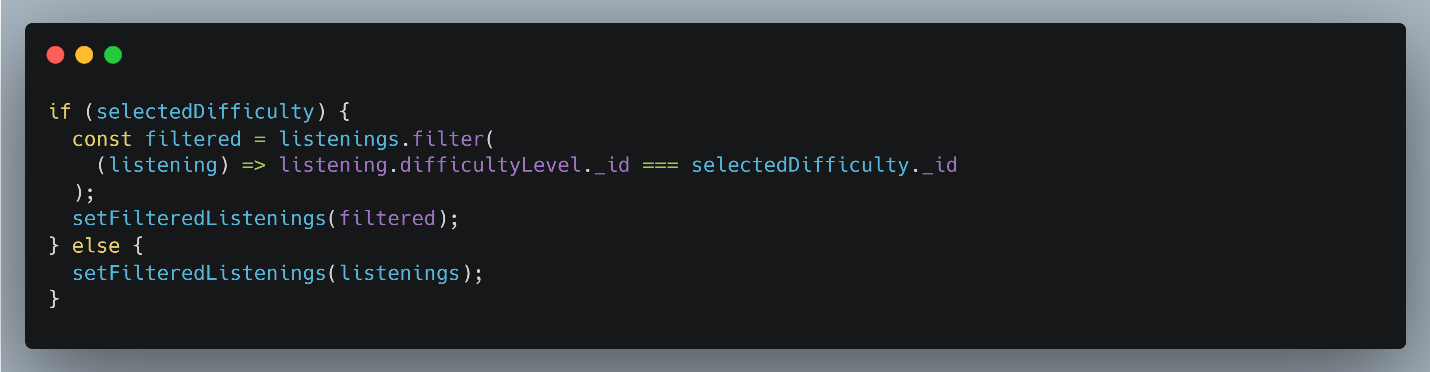 if (selectedDifficulty) {
  const filtered = listenings.filter(
    (listening) => listening.difficultyLevel._id === selectedDifficulty._id
  );
  setFilteredListenings(filtered);
} else {
  setFilteredListenings(listenings);
}